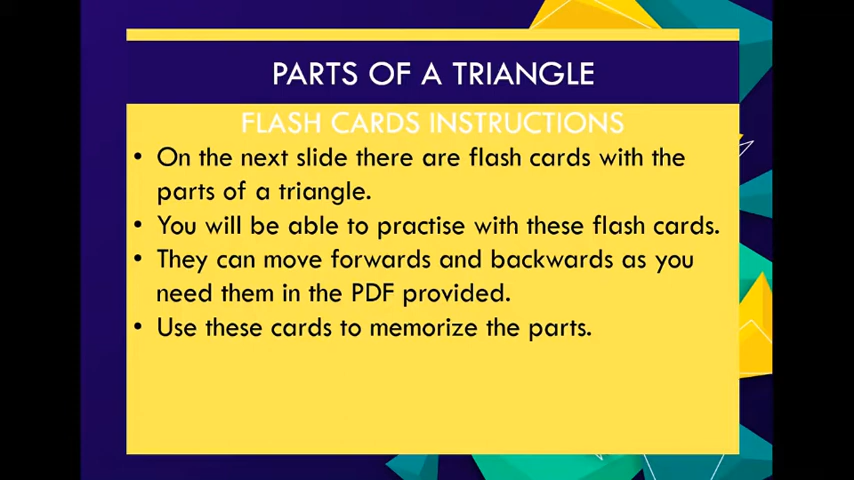 PARTS OF A TRIANGLE
FLASH CARDS INSTRUCTIONS
• On the next slide there are flash cards with the
parts of a triangle.
• You will be able to practise with these flash cards.
• They can move forwards and backwards as you
need them in the PDF provided.
• Use these cards to memorize the parts.